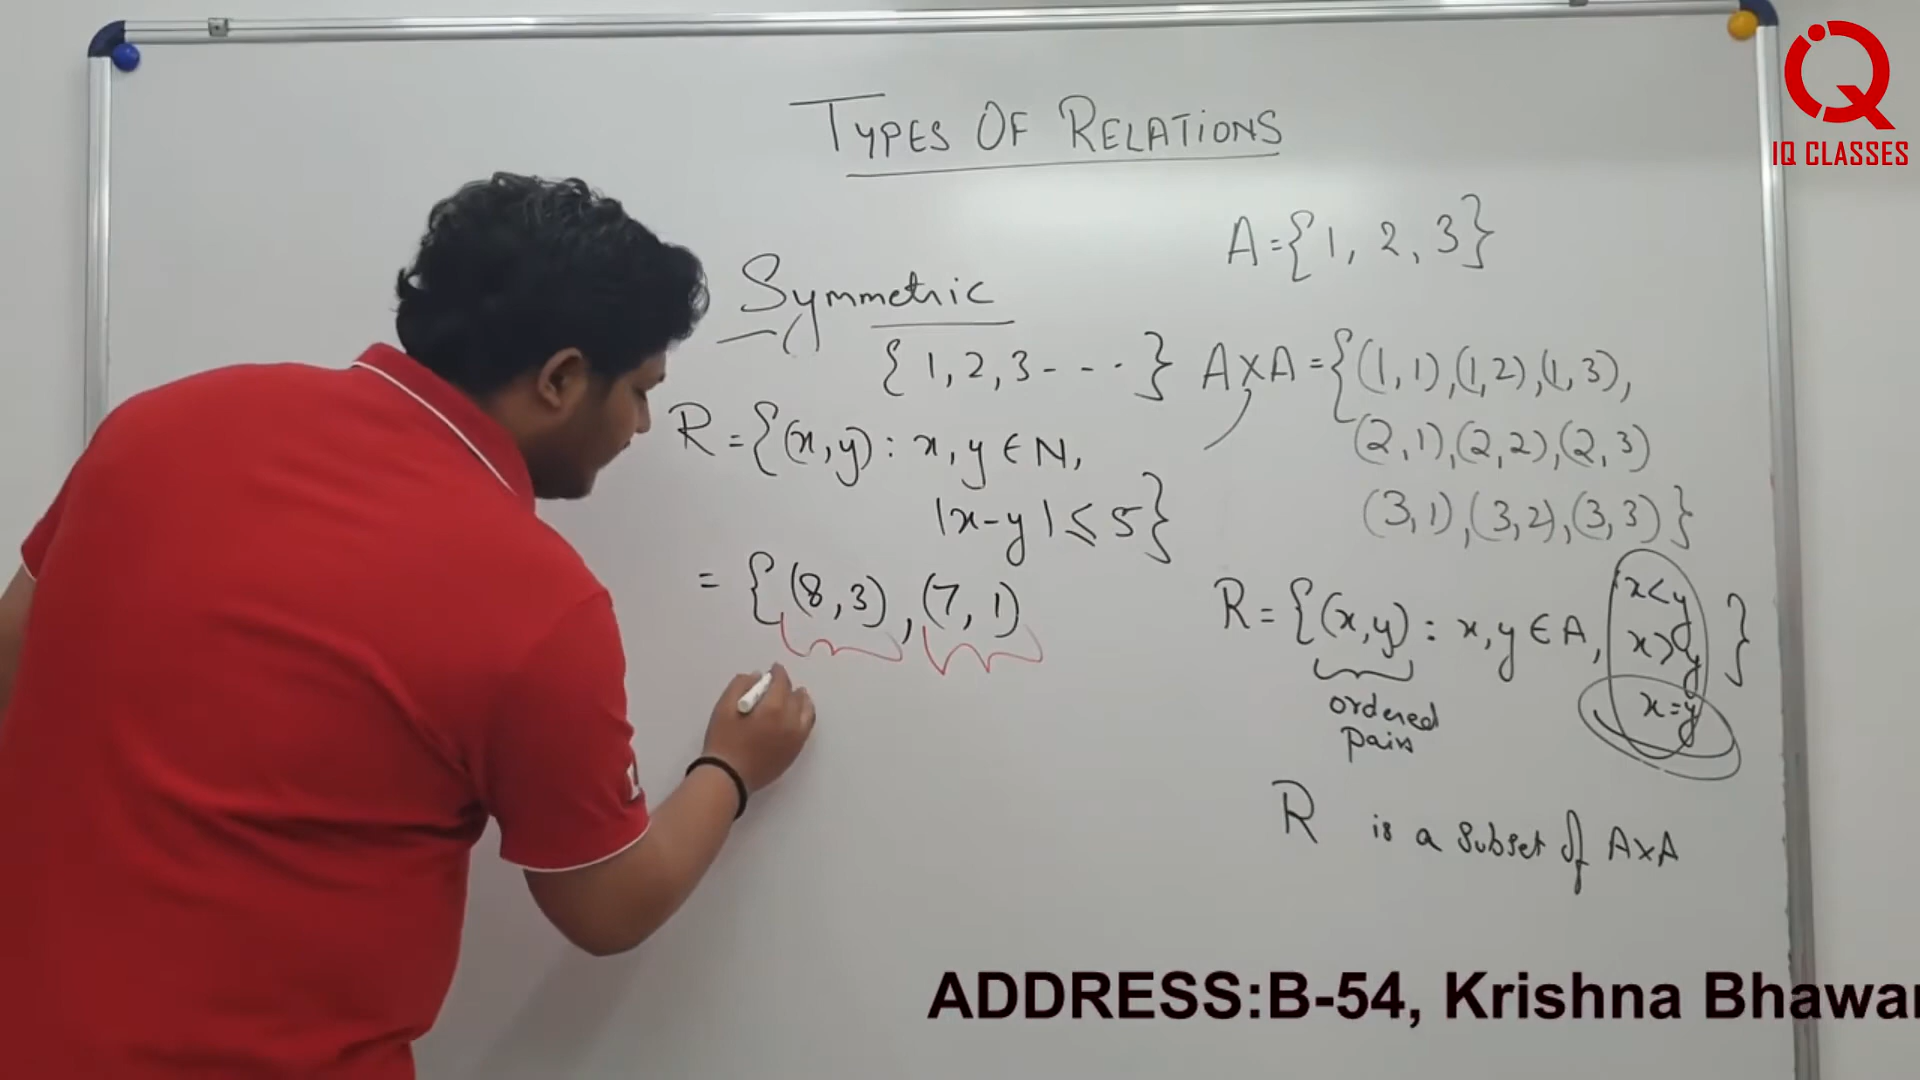 TYPES OF RELATIONS
IQ CLASSES
Symmetric
{1, 2, 3 - - - .}
R = {(x,y) : x, y ∈ N,
|x-y| ≤ 5}
= {(8,3), (7,1)
A = {1, 2, 3}
A×A = {(1,1),(1,2),(1,3),
(2,1),(2,2),(2,3)
(3,1),(3,2),(3,3)}
R = {(x,y) : x, y ∈ A, x<y
x>y
x=y }
ordered
pairs
R is a subset of A×A
ADDRESS:B-54, Krishna Bhawa